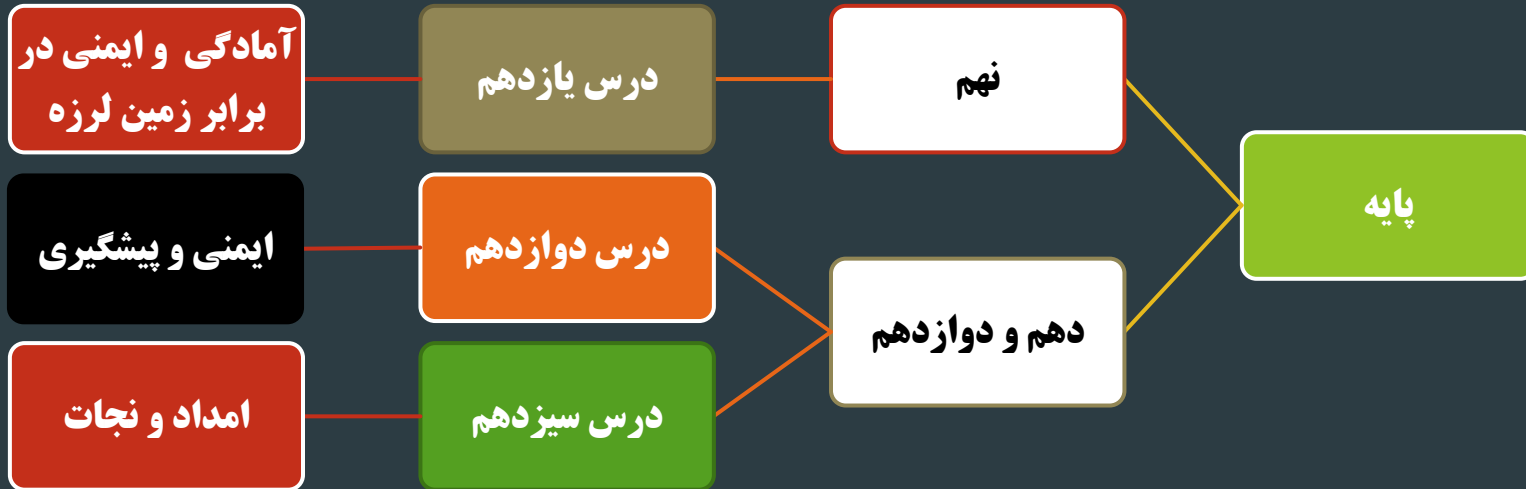 پایه
نهم
درس یازدهم
آمادگی و ایمنی در
برابر زمین لرزه
دهم و دوازدهم
درس دوازدهم
ایمنی و پیشگیری
درس سیزدهم
امداد و نجات